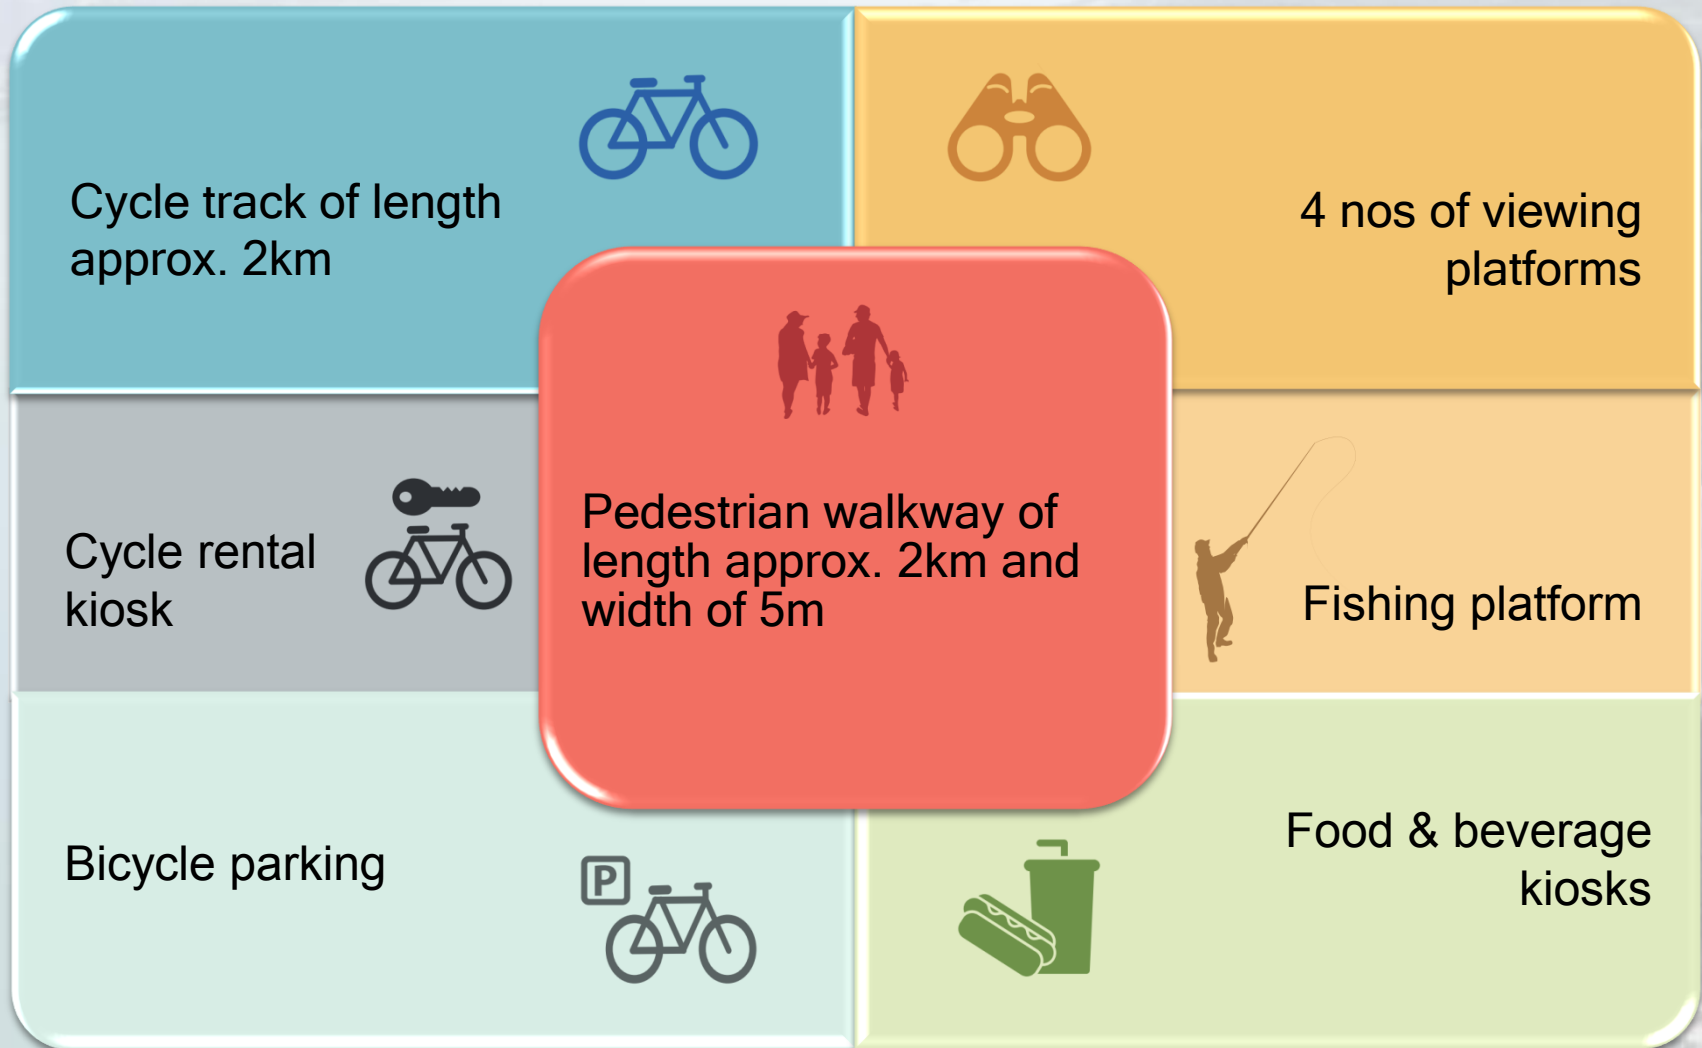 Cycle track of length
approx. 2km
4 nos of viewing
platforms
Pedestrian walkway of
length approx. 2km and
width of 5m
Cycle rental
kiosk
Fishing platform
Bicycle parking
P
Food & beverage
kiosks